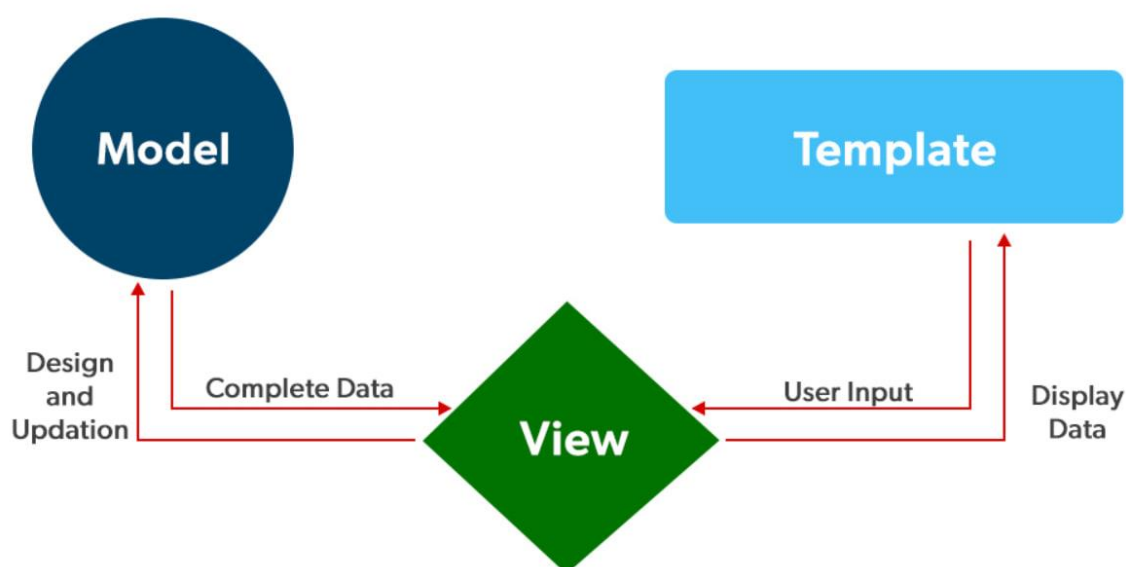 Model
Template
Design
and
Updation
Complete Data
User Input
Display
Data
View